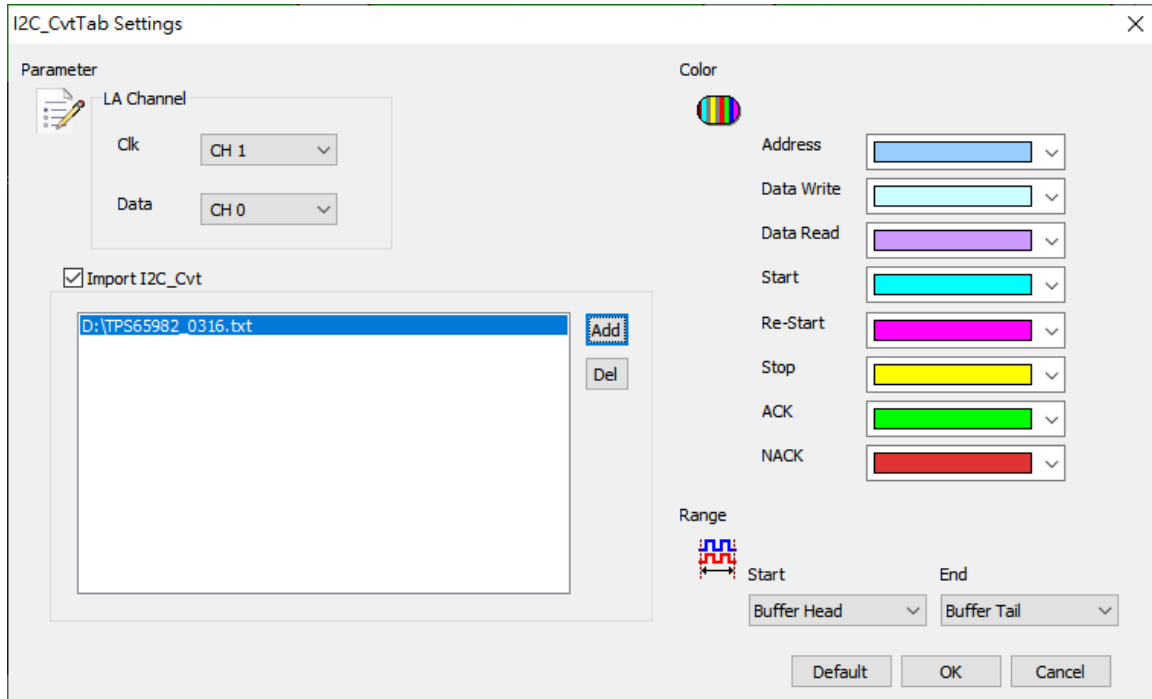 I2C_CvtTab Settings
Parameter
LA Channel
Clk
CH 1
Data
CH 0
Import I2C_Cvt
D:\TPS65982_0316.txt
Add
Del
Color
Address
Data Write
Data Read
Start
Re-Start
Stop
ACK
NACK
Range
Start
End
Buffer Head
Buffer Tail
Default
OK
Cancel